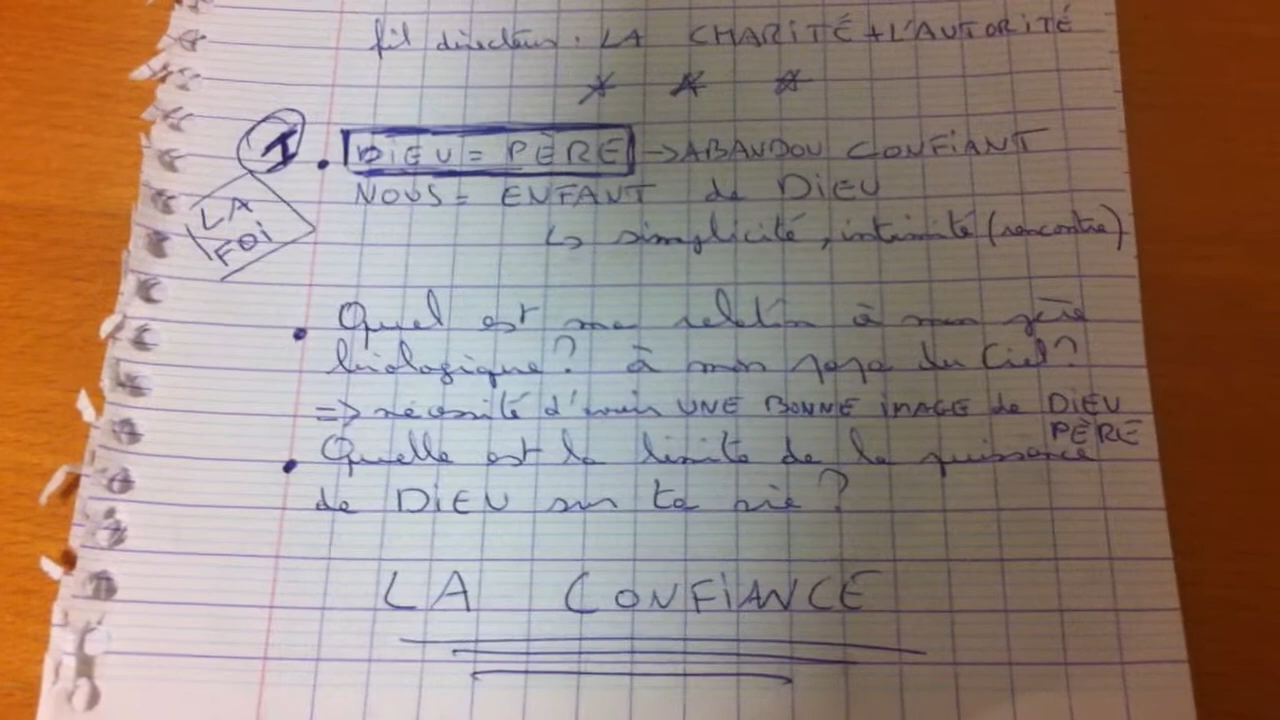 fil directeur : LA CHARITÉ + L'AUTORITÉ
* * *
1 . DIEU = PÈRE → ABANDON CONFIANT
LA FOI
NOUS = ENFANT de DIEU
↳ simplicité, intimité (rencontre)
• Quel est ma relation à mon père
biologique ? à mon papa du Ciel ?
=> nécessité d'avoir UNE BONNE IMAGE de DIEU
PÈRE
• Quelle est la limite de la puissance
de DIEU sur ta vie ?
LA CONFIANCE